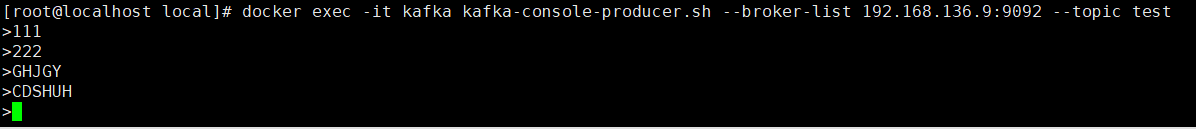 [root@localhost local]# docker exec -it kafka kafka-console-producer.sh --broker-list 192.168.136.9:9092 --topic test
>111
>222
>GHJGY
>CDSHUH
>